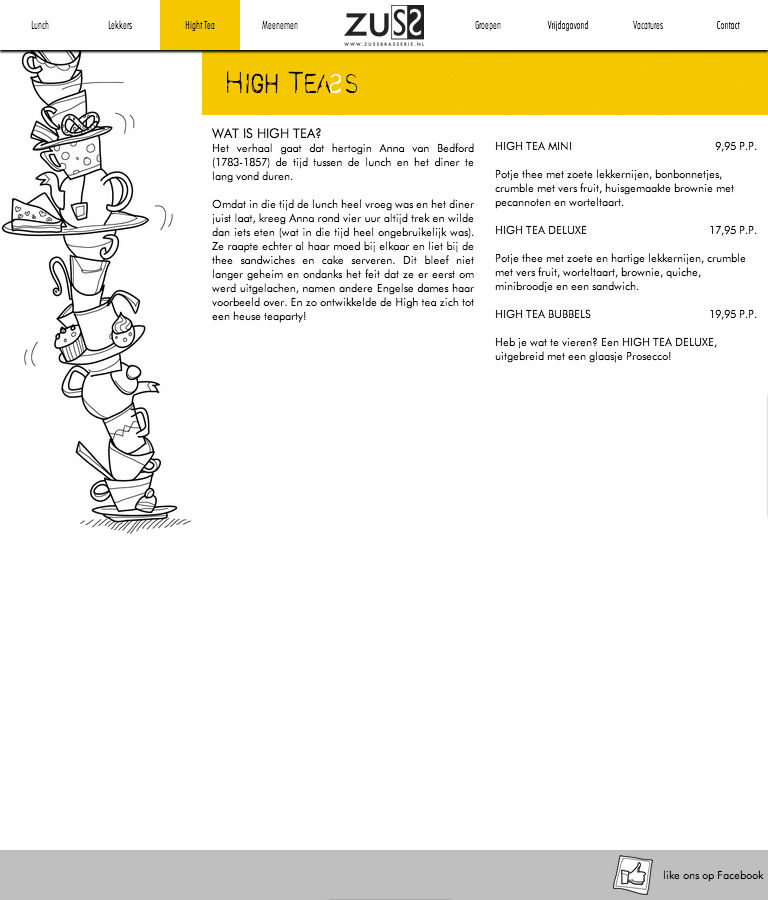 Lunch
Lekkers
Hight Tea
Meenemen
ZUSS
WWW.ZUSSBRASSERIE.NL
Groepen
Vrijdagavond
Vacatures
Contact
HIGH TEASS
WAT IS HIGH TEA?
Het verhaal gaat dat hertogin Anna van Bedford
(1783-1857) de tijd tussen de lunch en het diner te
lang vond duren.
Omdat in die tijd de lunch heel vroeg was en het diner
juist laat, kreeg Anna rond vier uur altijd trek en wilde
dan iets eten (wat in die tijd heel ongebruikelijk was).
Ze raapte echter al haar moed bij elkaar en liet bij de
thee sandwiches en cake serveren. Dit bleef niet
langer geheim en ondanks het feit dat ze er eerst om
werd uitgelachen, namen andere Engelse dames haar
voorbeeld over. En zo ontwikkelde de High tea zich tot
een heuse teaparty!
HIGH TEA MINI 9,95 P.P.
Potje thee met zoete lekkernijen, bonbonnetjes,
crumble met vers fruit, huisgemaakte brownie met
pecannoten en worteltaart.
HIGH TEA DELUXE 17,95 P.P.
Potje thee met zoete en hartige lekkernijen, crumble
met vers fruit, worteltaart, brownie, quiche,
minibroodje en een sandwich.
HIGH TEA BUBBELS 19,95 P.P.
Heb je wat te vieren? Een HIGH TEA DELUXE,
uitgebreid met een glaasje Prosecco!
like ons op Facebook